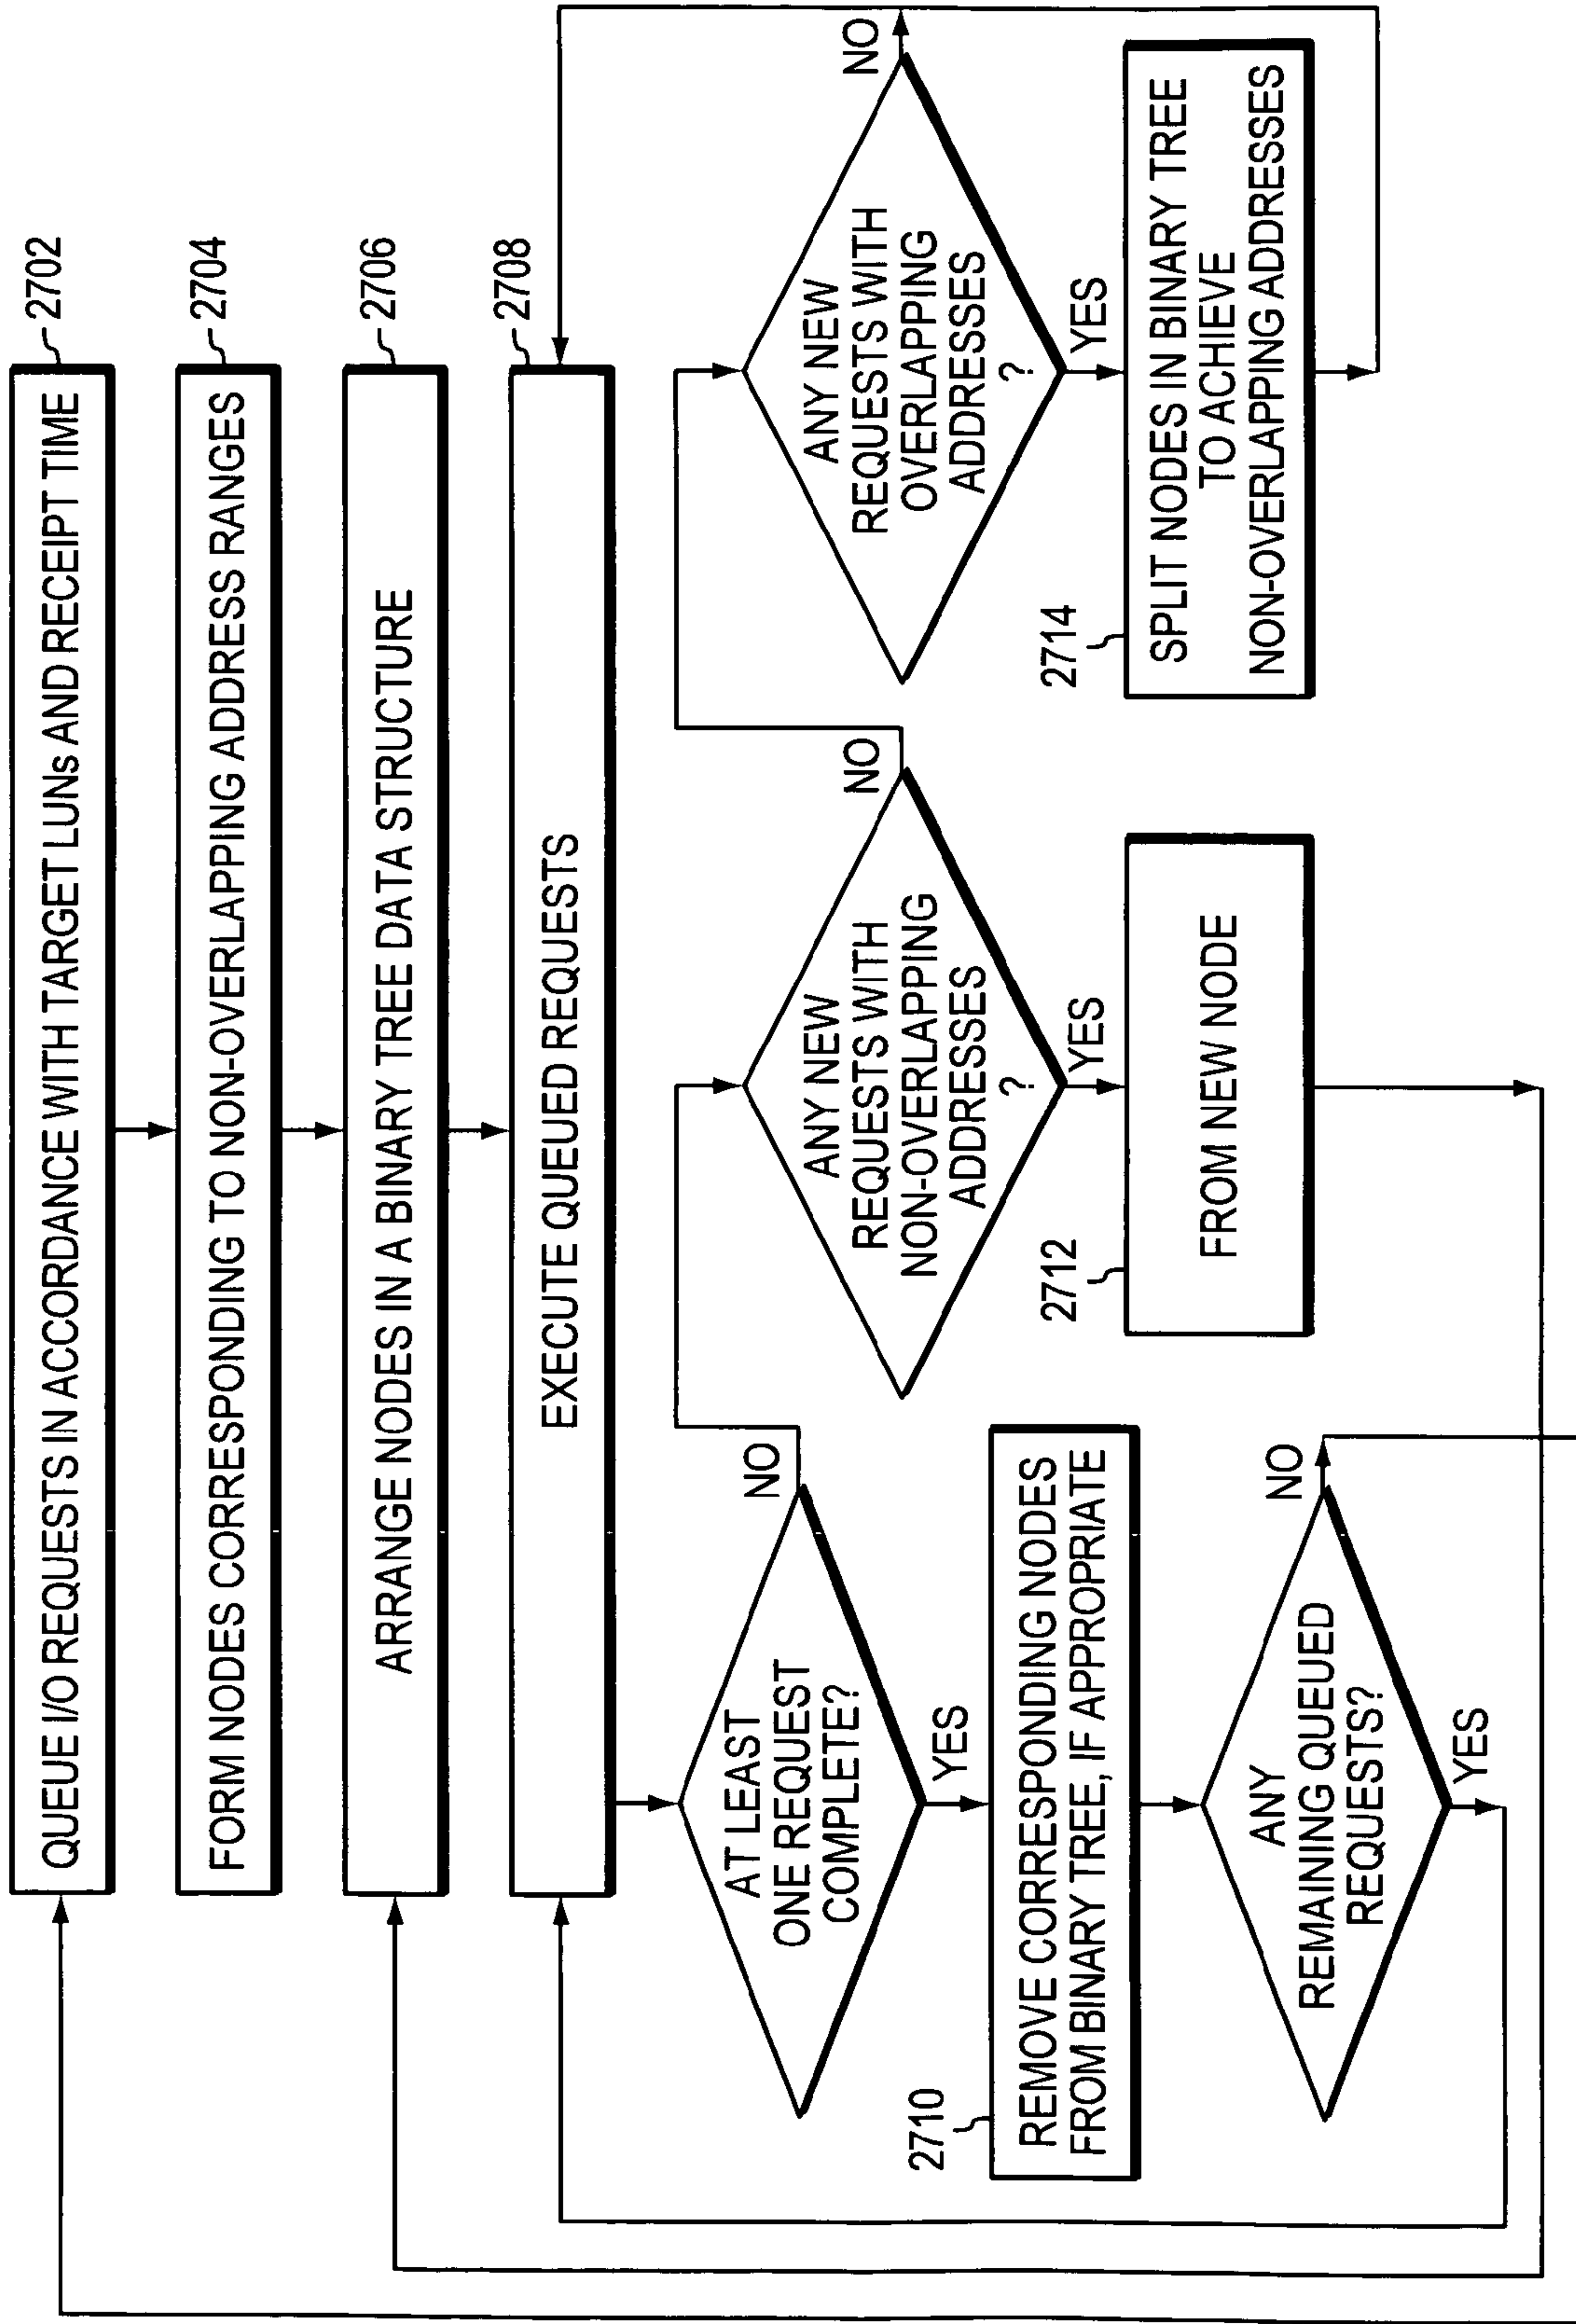 QUEUE I/O REQUESTS IN ACCORDANCE WITH TARGET LUNs AND RECEIPT TIME
2702
FORM NODES CORRESPONDING TO NON-OVERLAPPING ADDRESS RANGES
2704
ARRANGE NODES IN A BINARY TREE DATA STRUCTURE
2706
EXECUTE QUEUED REQUESTS
2708
AT LEAST
ONE REQUEST
COMPLETE?
NO
YES
2710
REMOVE CORRESPONDING NODES
FROM BINARY TREE, IF APPROPRIATE
ANY
REMAINING QUEUED
REQUESTS?
NO
YES
ANY NEW
REQUESTS WITH
NON-OVERLAPPING
ADDRESSES
?
NO
YES
2712
FROM NEW NODE
ANY NEW
REQUESTS WITH
OVERLAPPING
ADDRESSES
?
NO
YES
2714
SPLIT NODES IN BINARY TREE
TO ACHIEVE
NON-OVERLAPPING ADDRESSES